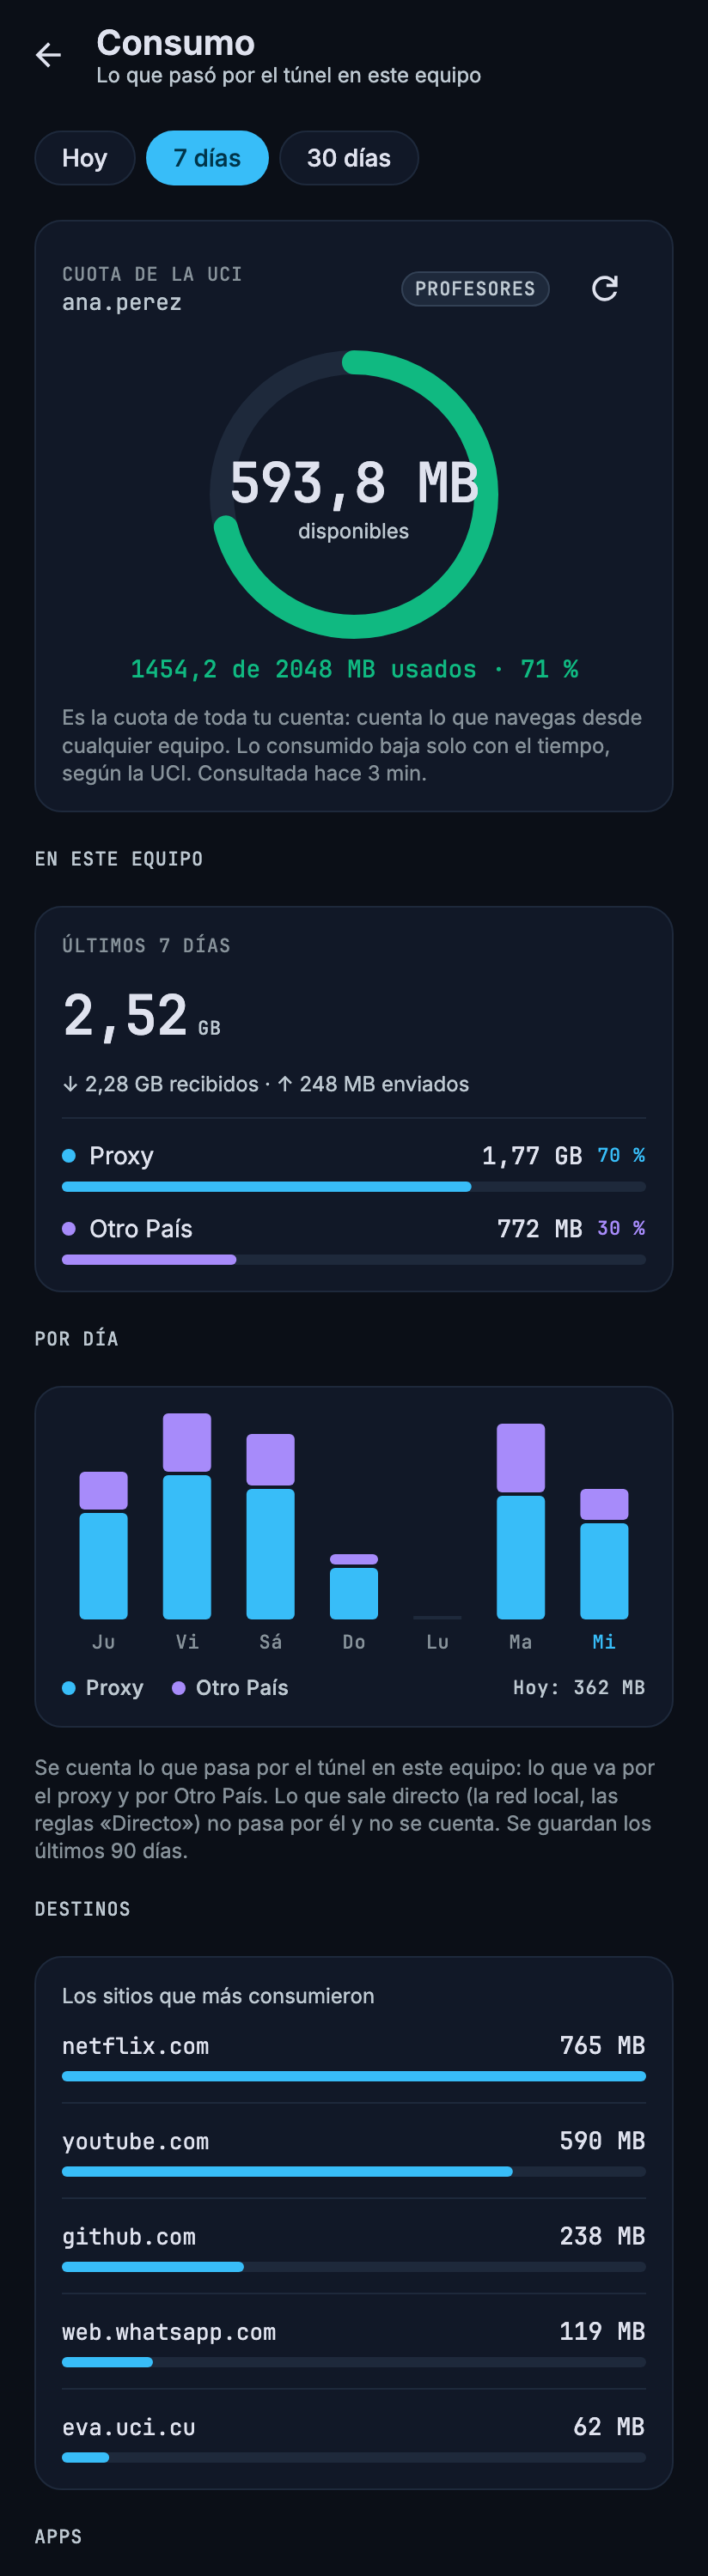 Consumo
Lo que pasó por el túnel en este equipo
Hoy
7 días
30 días
CUOTA DE LA UCI
ana.perez
PROFESORES
593,8 MB
disponibles
1454,2 de 2048 MB usados · 71 %
Es la cuota de toda tu cuenta: cuenta lo que navegas desde
cualquier equipo. Lo consumido baja solo con el tiempo,
según la UCI. Consultada hace 3 min.
EN ESTE EQUIPO
ÚLTIMOS 7 DÍAS
2,52 GB
↓ 2,28 GB recibidos · ↑ 248 MB enviados
Proxy 1,77 GB 70 %
Otro País 772 MB 30 %
POR DÍA
Ju Vi Sá Do Lu Ma Mi
Proxy Otro País Hoy: 362 MB
Se cuenta lo que pasa por el túnel en este equipo: lo que va por
el proxy y por Otro País. Lo que sale directo (la red local, las
reglas «Directo») no pasa por él y no se cuenta. Se guardan los
últimos 90 días.
DESTINOS
Los sitios que más consumieron
netflix.com 765 MB
youtube.com 590 MB
github.com 238 MB
web.whatsapp.com 119 MB
eva.uci.cu 62 MB
APPS